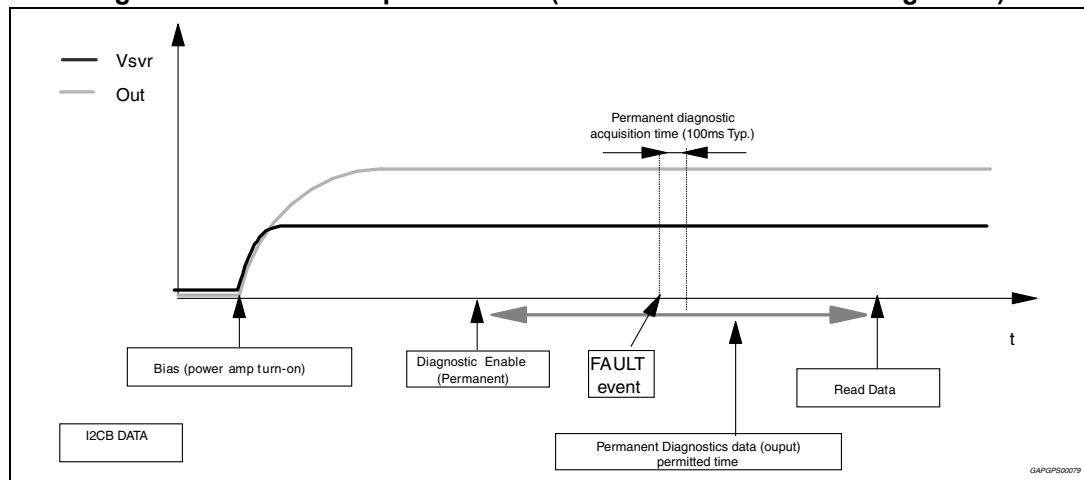 Vsvr
Out
Permanent diagnostic
acquisition time (100ms Typ.)
t
Bias (power amp turn-on)
Diagnostic Enable
(Permanent)
FAULT
event
Read Data
I2CB DATA
Permanent Diagnostics data (ouput)
permitted time
GAPGPS00079